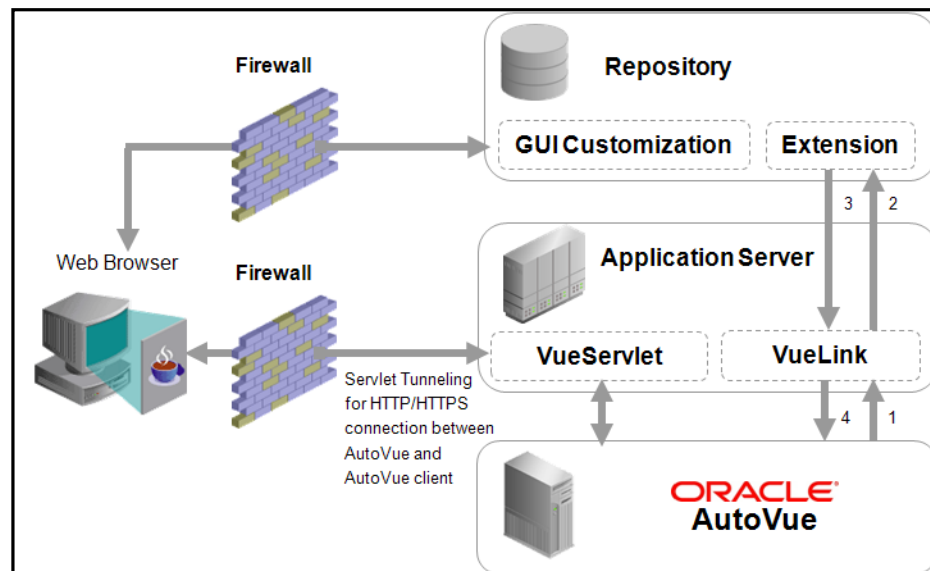 Firewall
Repository
GUI Customization
Extension
3
2
Web Browser
Firewall
Application Server
VueServlet
VueLink
Servlet Tunneling
for HTTP/HTTPS
connection between
AutoVue and
AutoVue client
4
1
ORACLE®
AutoVue